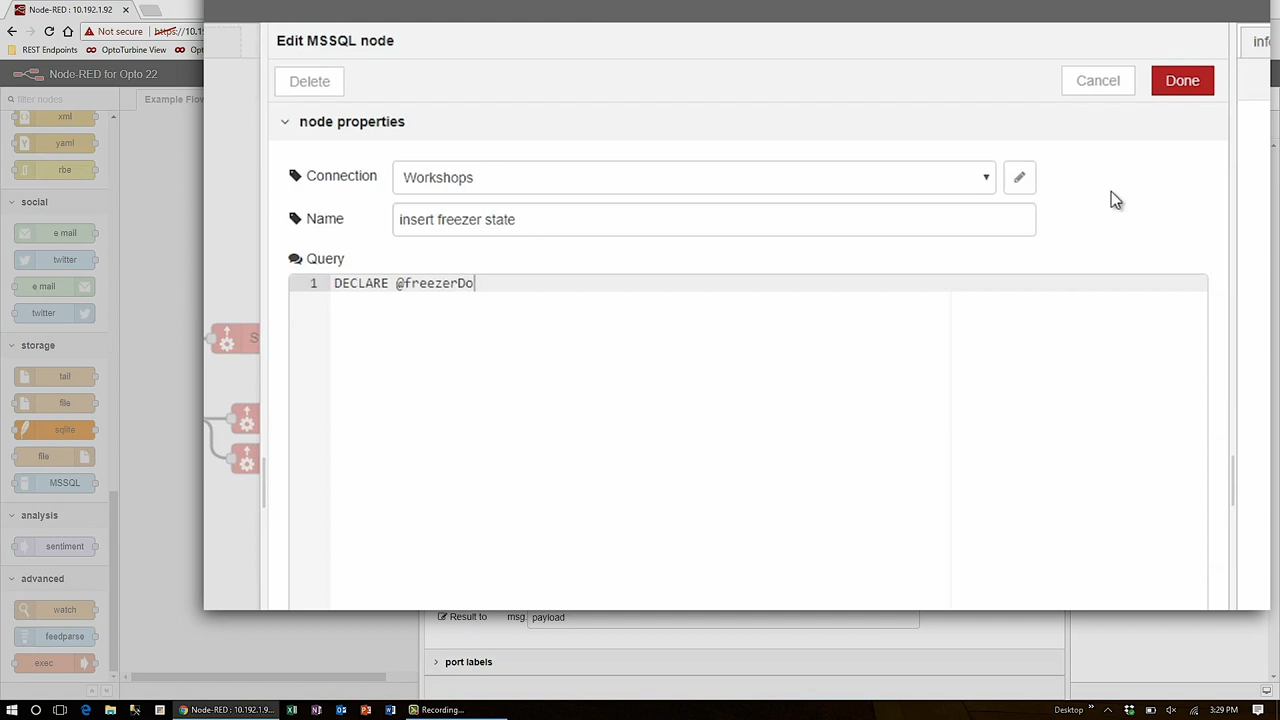 Node-RED : 10.192.1.92
Not secure
https://10.19
REST Endpoints
OptoTurbine View
Node-RED for Opto 22
filter nodes
Example Flow
xml
yaml
rbe
social
e mail
twitter
e mail
twitter
storage
tail
file
sqlite
file
MSSQL
analysis
sentiment
advanced
watch
feedparse
exec
Edit MSSQL node
Delete
Cancel
Done
node properties
Connection
Workshops
Name
insert freezer state
Query
1 DECLARE @freezerDo
Result to
msg.
payload
port labels
Node-RED : 10.192.1.9...
Recording...
Desktop
3:29 PM